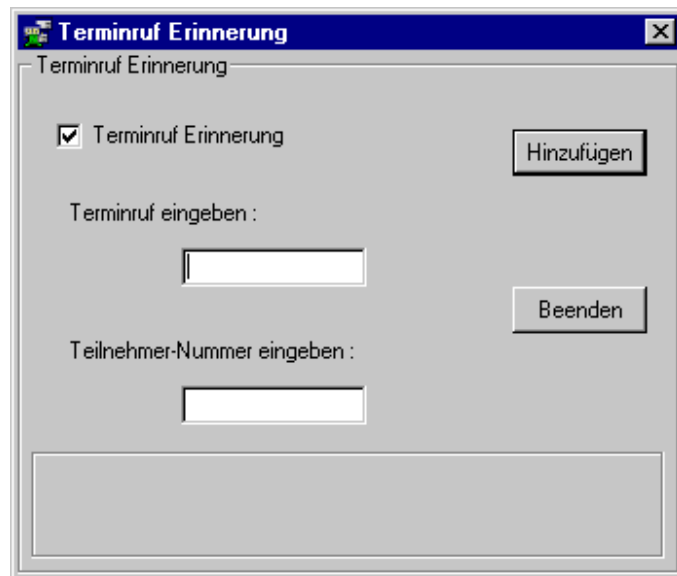 Terminruf Erinnerung
Terminruf Erinnerung
Terminruf Erinnerung
Hinzufügen
Terminruf eingeben :
Beenden
Teilnehmer-Nummer eingeben :